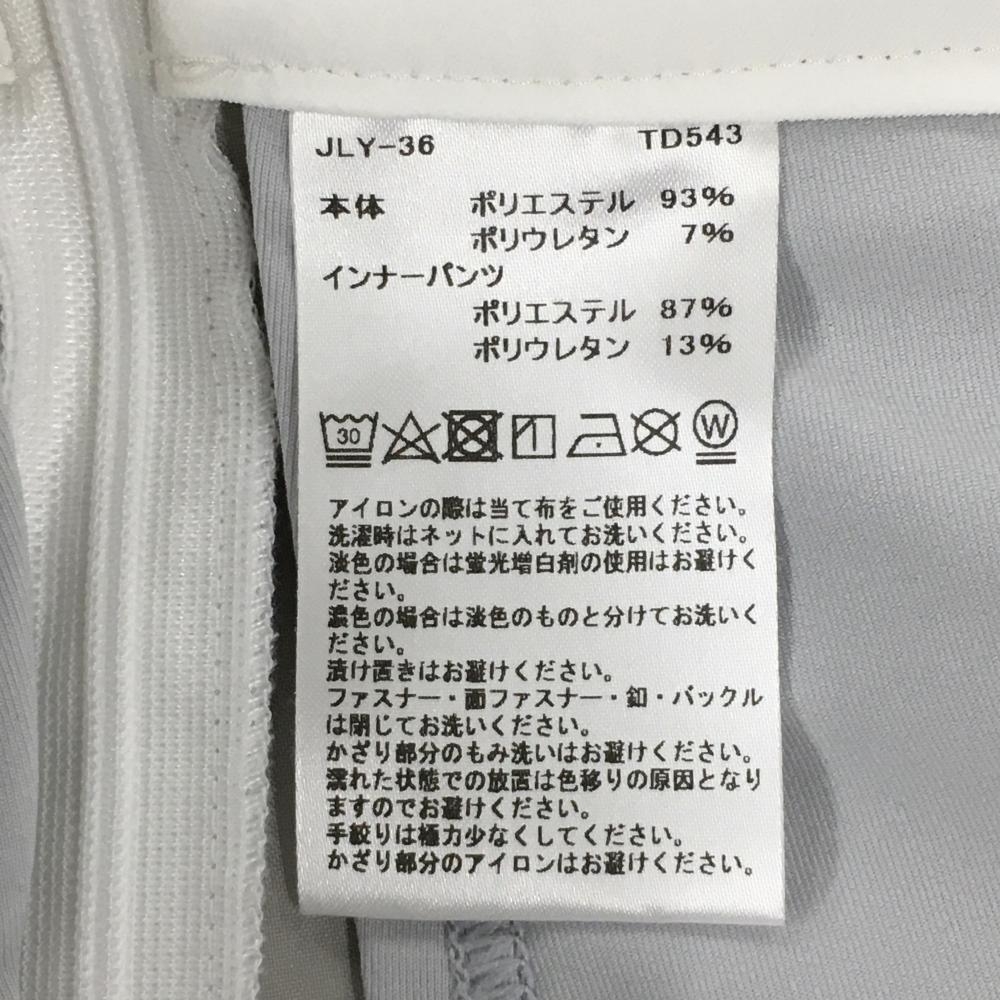 JLY-36 TD543
本体 ポリエステル 93%
ポリウレタン 7%
インナーパンツ
ポリエステル 87%
ポリウレタン 13%
30 W
アイロンの際は当て布をご使用ください。
洗濯時はネットに入れてお洗いください。
淡色の場合は蛍光増白剤の使用はお避けく
ださい。
濃色の場合は淡色のものと分けてお洗いく
ださい。
漬け置きはお避けください。
ファスナー・面ファスナー・釦・バックル
は閉じてお洗いください。
かざり部分のもみ洗いはお避けください。
濡れた状態での放置は色移りの原因となり
ますのでお避けください。
手絞りは極力少なくしてください。
かざり部分のアイロンはお避けください。